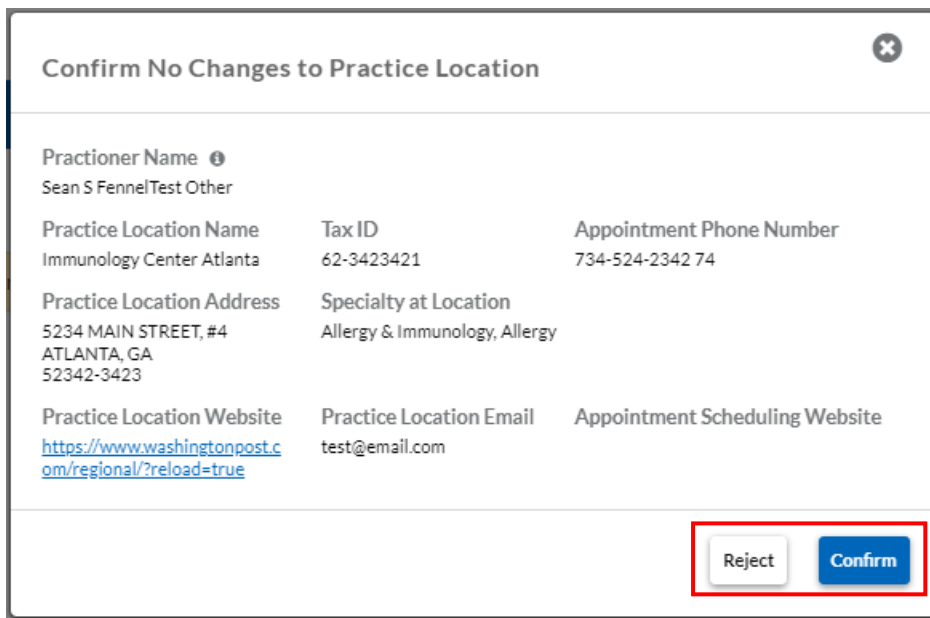 Confirm No Changes to Practice Location
Practioner Name
Sean S FennelTest Other
Practice Location Name
Immunology Center Atlanta
Tax ID
62-3423421
Appointment Phone Number
734-524-2342 74
Practice Location Address
5234 MAIN STREET, #4
ATLANTA, GA
52342-3423
Specialty at Location
Allergy & Immunology, Allergy
Practice Location Website
https://www.washingtonpost.c
om/regional/?reload=true
Practice Location Email
test@email.com
Appointment Scheduling Website
Reject
Confirm